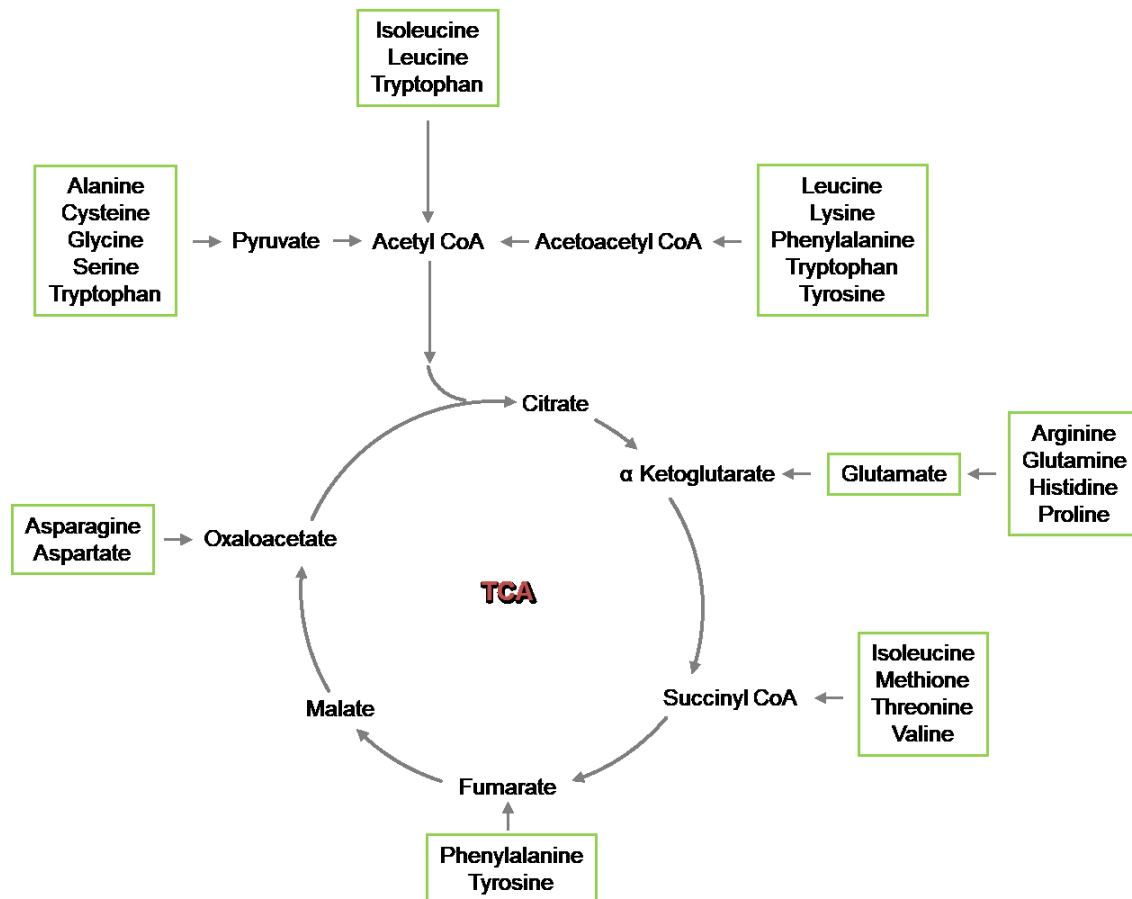 Isoleucine
Leucine
Tryptophan
Alanine
Cysteine
Glycine
Serine
Tryptophan
Pyruvate
Acetyl CoA
Acetoacetyl CoA
Leucine
Lysine
Phenylalanine
Tryptophan
Tyrosine
Citrate
α Ketoglutarate
Glutamate
Arginine
Glutamine
Histidine
Proline
Asparagine
Aspartate
Oxaloacetate
TCA
Succinyl CoA
Isoleucine
Methione
Threonine
Valine
Malate
Fumarate
Phenylalanine
Tyrosine